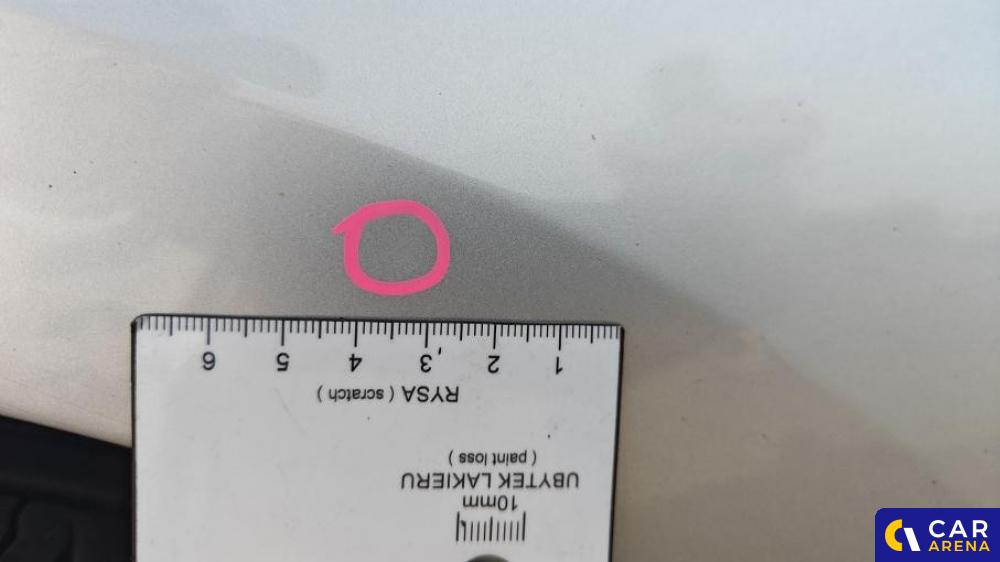 1 2 3 4 5 6
RYSA ( scratch )
UBYTEK LAKIERU
( paint loss )
10mm
CAR
ARENA